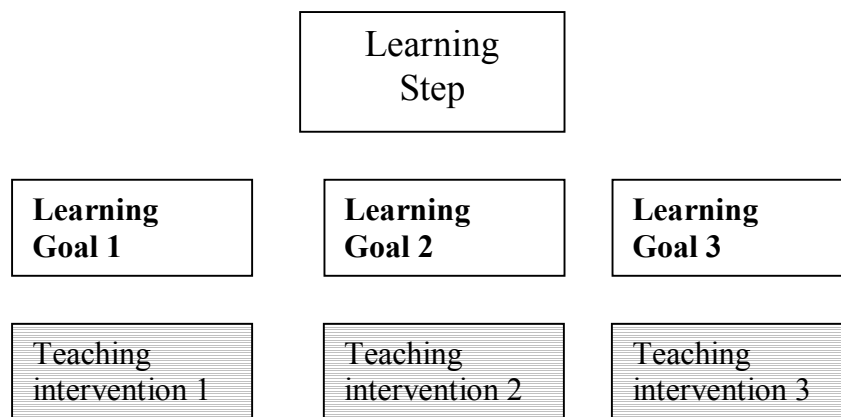 Learning
Step
Learning
Goal 1
Learning
Goal 2
Learning
Goal 3
Teaching
intervention 1
Teaching
intervention 2
Teaching
intervention 3